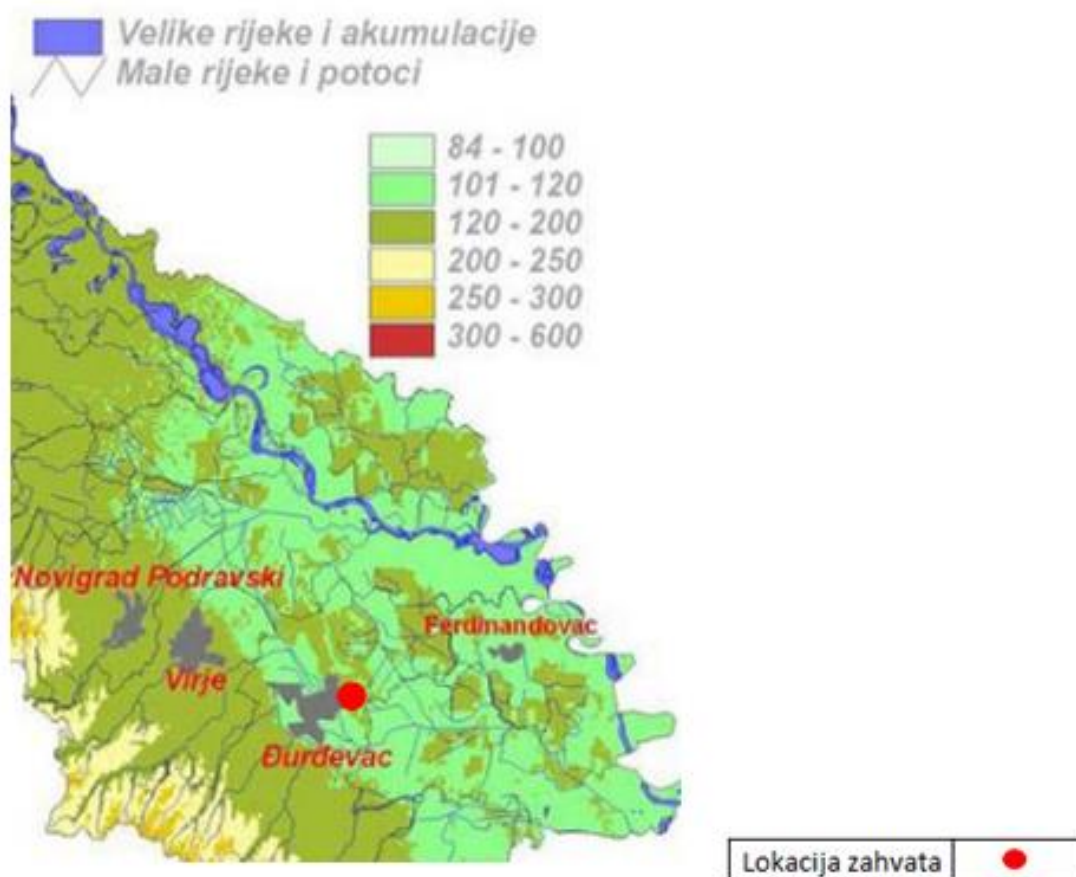 Velike rijeke i akumulacije
Male rijeke i potoci
84 - 100
101 - 120
120 - 200
200 - 250
250 - 300
300 - 600
Novigrad Podravski
Ferdinandovac
Virje
Đurđevac
Lokacija zahvata